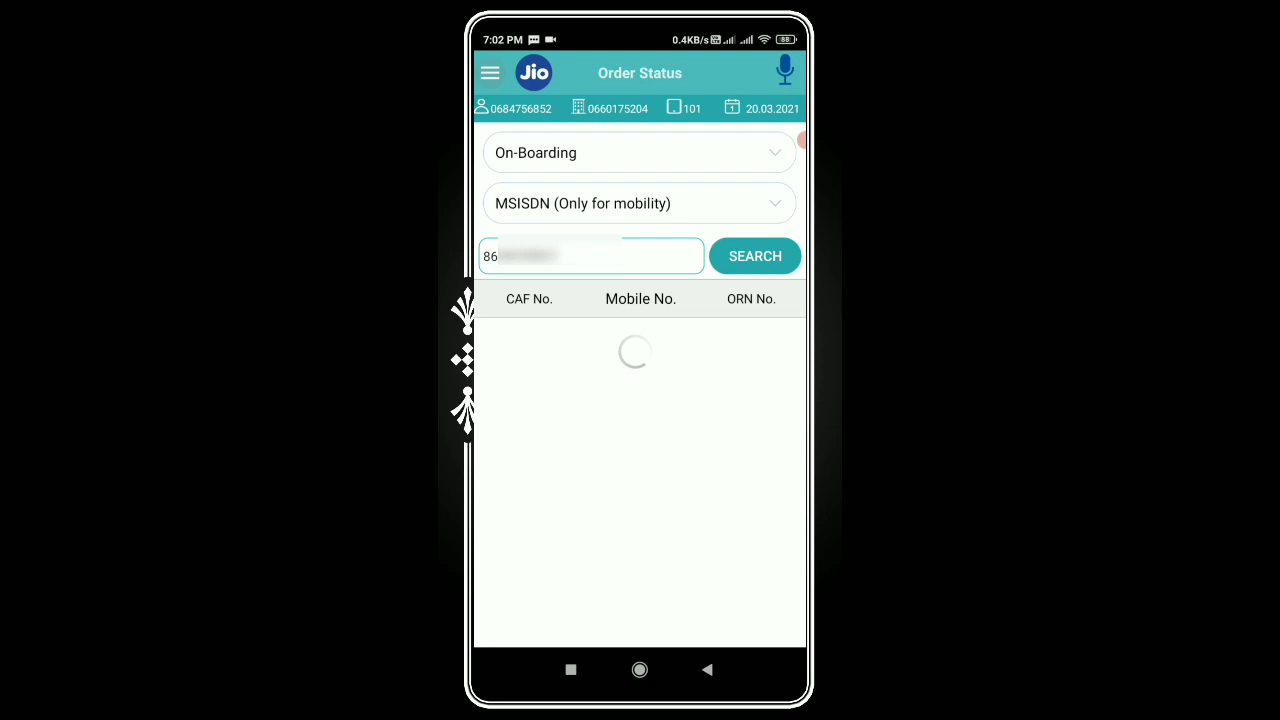 7:02 PM 0.4KB/s 88
Jio Order Status
0684756852 0660175204 101 20.03.2021
On-Boarding
MSISDN (Only for mobility)
86 SEARCH
CAF No. Mobile No. ORN No.